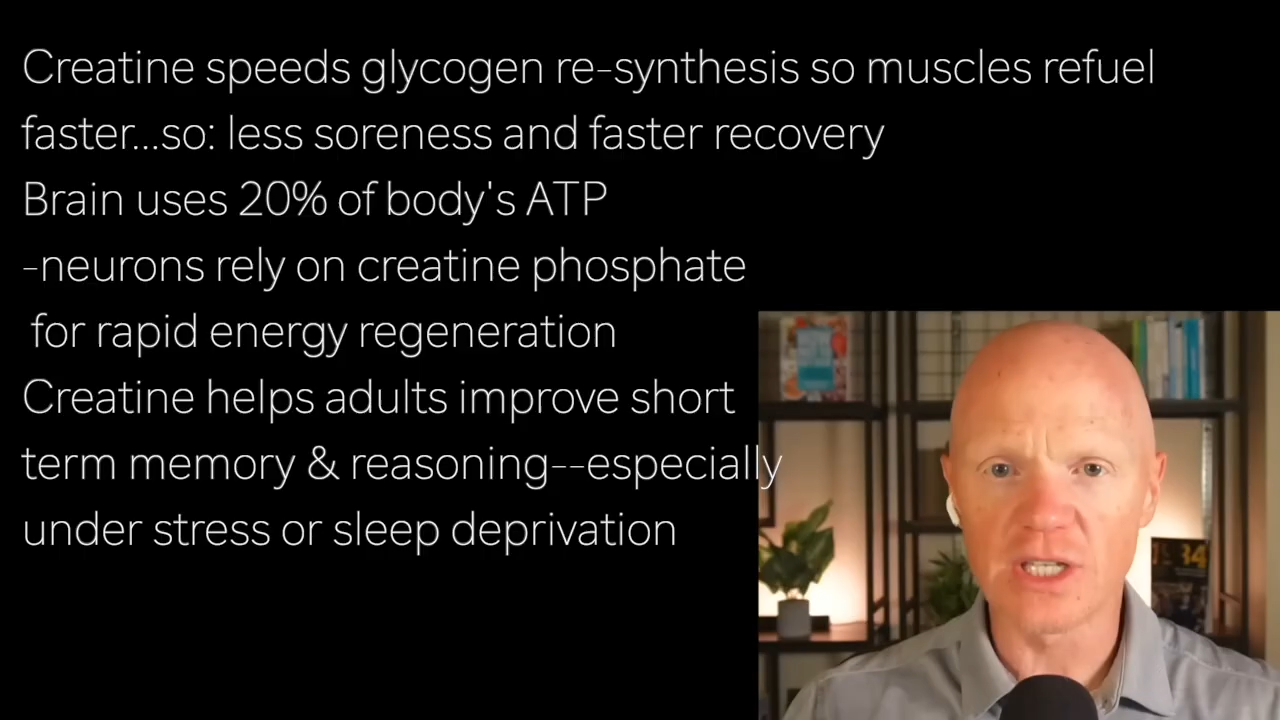 Creatine speeds glycogen re-synthesis so muscles refuel
faster...so: less soreness and faster recovery
Brain uses 20% of body's ATP
-neurons rely on creatine phosphate
for rapid energy regeneration
Creatine helps adults improve short
term memory & reasoning--especially
under stress or sleep deprivation